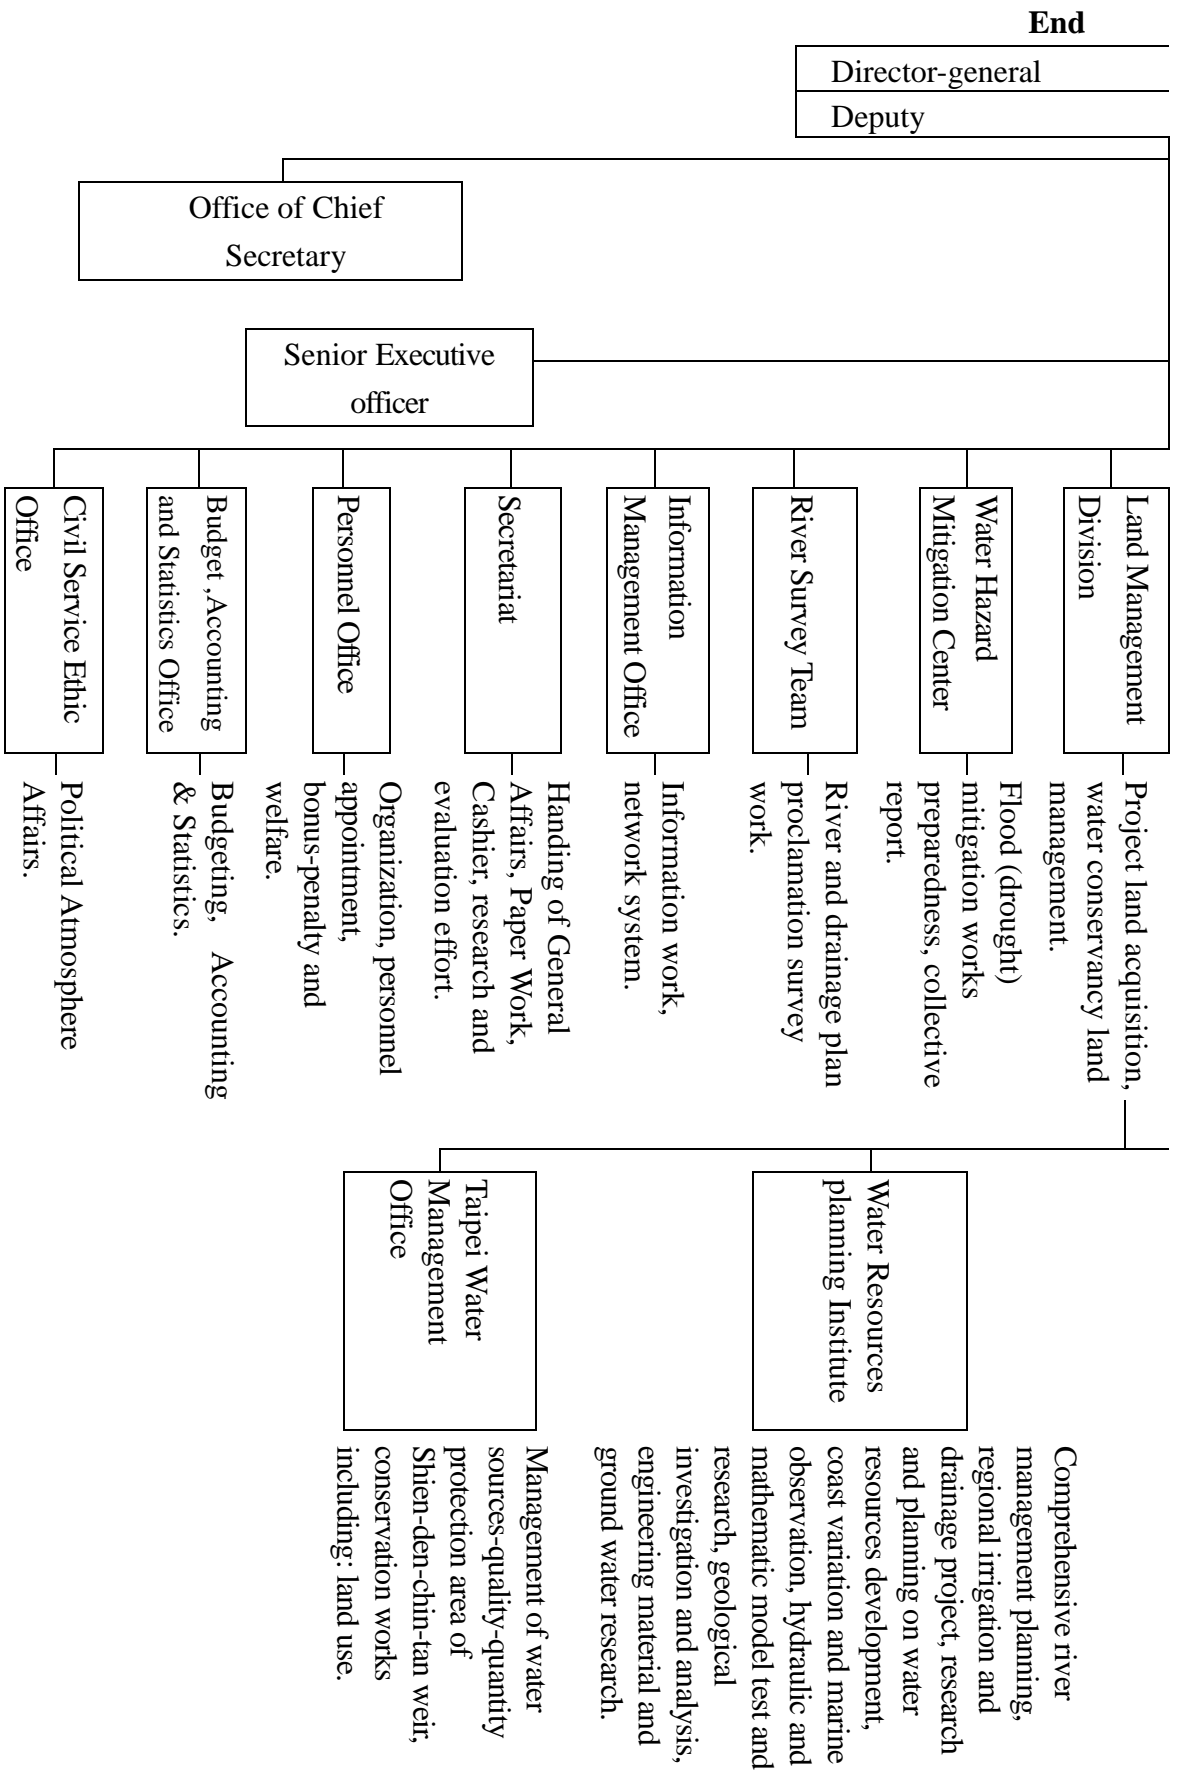 End
Director-general
Deputy
Office of Chief
Secretary
Senior Executive
officer
Civil Service Ethic
Office
Budget ,Accounting
and Statistics Office
Personnel Office
Secretariat
Information
Management Office
River Survey Team
Water Hazard
Mitigation Center
Land Management
Division
Political Atmosphere
Affairs.
Budgeting, Accounting
& Statistics.
Organization, personnel
appointment,
bonus-penalty and
welfare.
Handing of General
Affairs, Paper Work,
Cashier, research and
evaluation effort.
Information work,
network system.
River and drainage plan
proclamation survey
work.
Flood (drought)
mitigation works
preparedness, collective
report.
Project land acquisition,
water conservancy land
management.
Taipei Water
Management
Office
Water Resources
planning Institute
Management of water
sources-quality-quantity
protection area of
Shien-den-chin-tan weir,
conservation works
including: land use.
Comprehensive river
management planning,
regional irrigation and
drainage project, research
and planning on water
resources development,
coast variation and marine
observation, hydraulic and
mathematic model test and
research, geological
investigation and analysis,
engineering material and
ground water research.